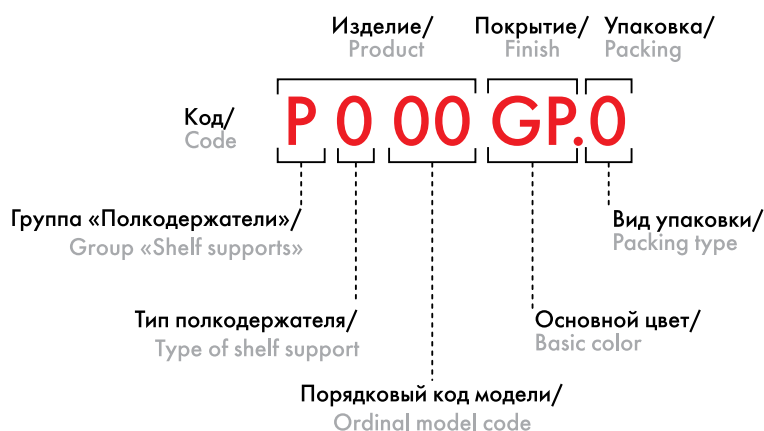 Изделие/ Покрытие/ Упаковка/
Product Finish Packing
Код/
Code
P 0 00 GP.0
Группа «Полкодержатели»/
Group «Shelf supports»
Вид упаковки/
Packing type
Тип полкодержателя/
Type of shelf support
Основной цвет/
Basic color
Порядковый код модели/
Ordinal model code